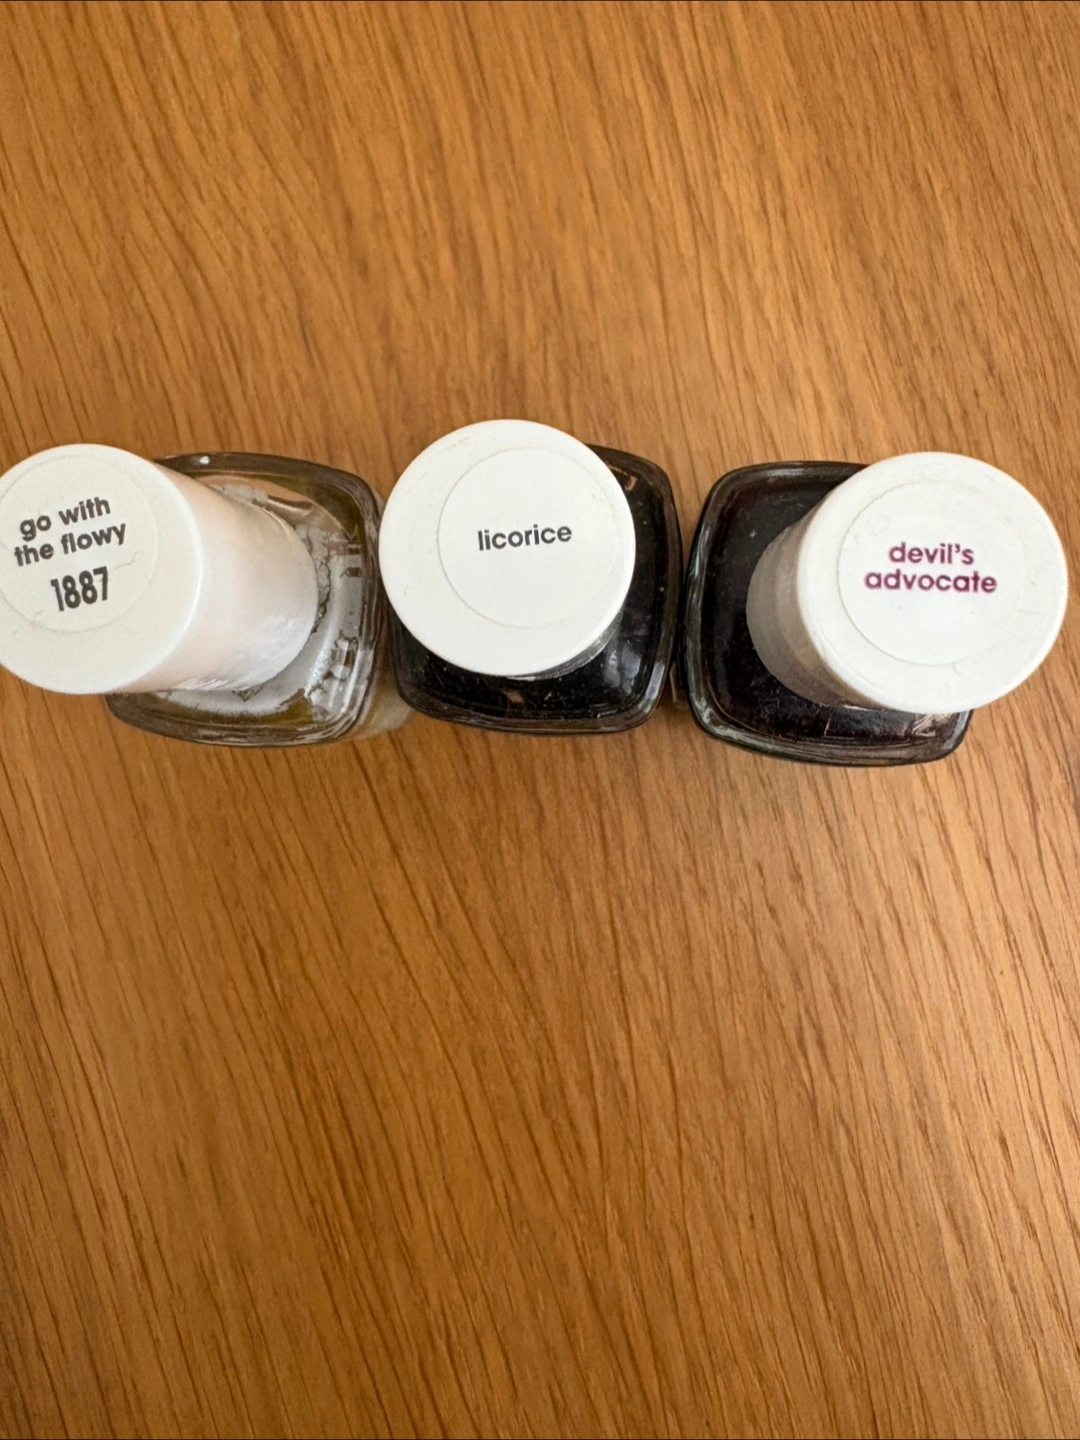 go with
the flowy
1887
licorice
devil's
advocate